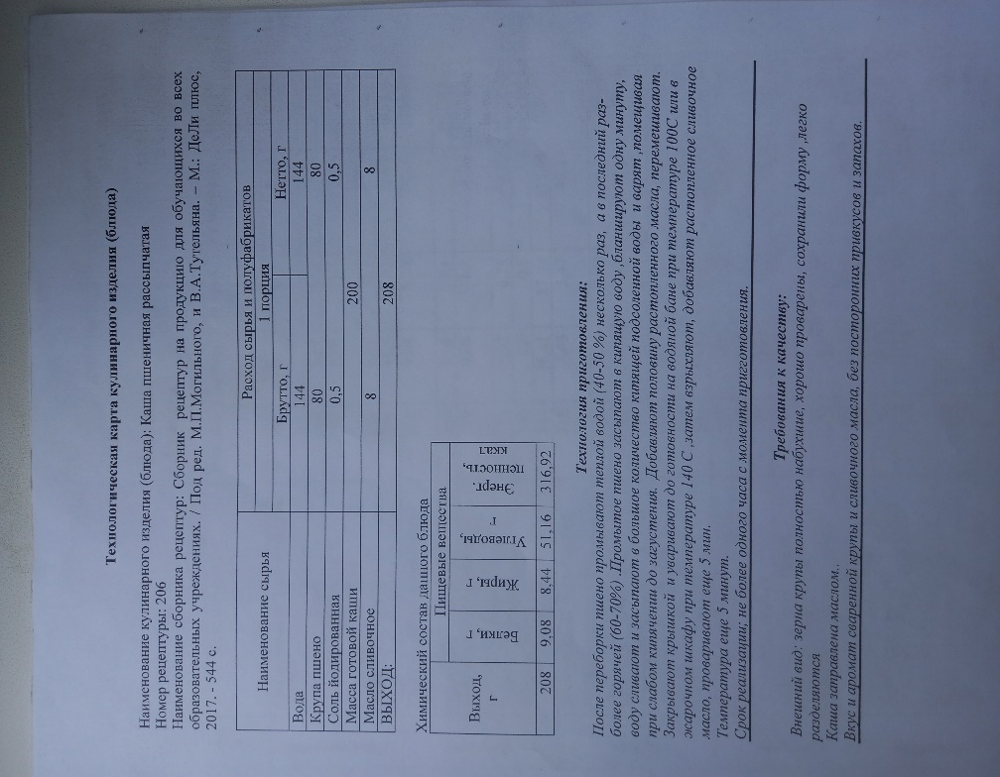 Технологическая карта кулинарного изделия (блюда)
Наименование кулинарного изделия (блюда): Каша пшеничная рассыпчатая
Номер рецептуры: 206
Наименование сборника рецептур: Сборник рецептур на продукцию для обучающихся во всех
образовательных учреждениях. / Под ред. М.П.Могильного, и В.А.Тутельяна. – М.: ДеЛи плюс,
2017. - 544 с.
Наименование сырья
Расход сырья и полуфабрикатов
1 порция
Брутто, г Нетто, г
Вода 144 144
Крупа пшено 80 80
Соль йодированная 0,5 0,5
Масса готовой каши 200
Масло сливочное 8 8
ВЫХОД: 208
Химический состав данного блюда
Выход,
г
Пищевые вещества
Белки, г
Жиры, г
Углеводы,
г
Энерг.
ценность,
ккал
208 9,08 8,44 51,16 316,92
Технология приготовления:
После переборки пшено промывают теплой водой (40-50 %) несколько раз, а в последний раз-
более горячей (60-70%) .Промытое пшено засыпают в кипящую воду ,бланшируют одну минуту,
воду сливают и засыпают в большое количество кипящей подсоленной воды и варят ,помещивая
при слабом кипячении до загустения. Добавляют половину растопленного масла, перемешивают.
Закрывают крышкой и уваривают до готовности на водяной бане при температуре 100С или в
жарочном шкафу при температуре 140 С ,затем взрыхляют, добавляют растопленное сливочное
масло, проваривают еще 5 мин.
Температура еще 5 минут.
Срок реализации; не более одного часа с момента приготовления.
Требования к качеству:
Внешний вид: зерна крупы полностью набухшие, хорошо проварены, сохранили форму ,легко
разделяются
Каша заправлена маслом..
Вкус и аромат сваренной крупы и сливочного масла, без посторонних привкусов и запахов.